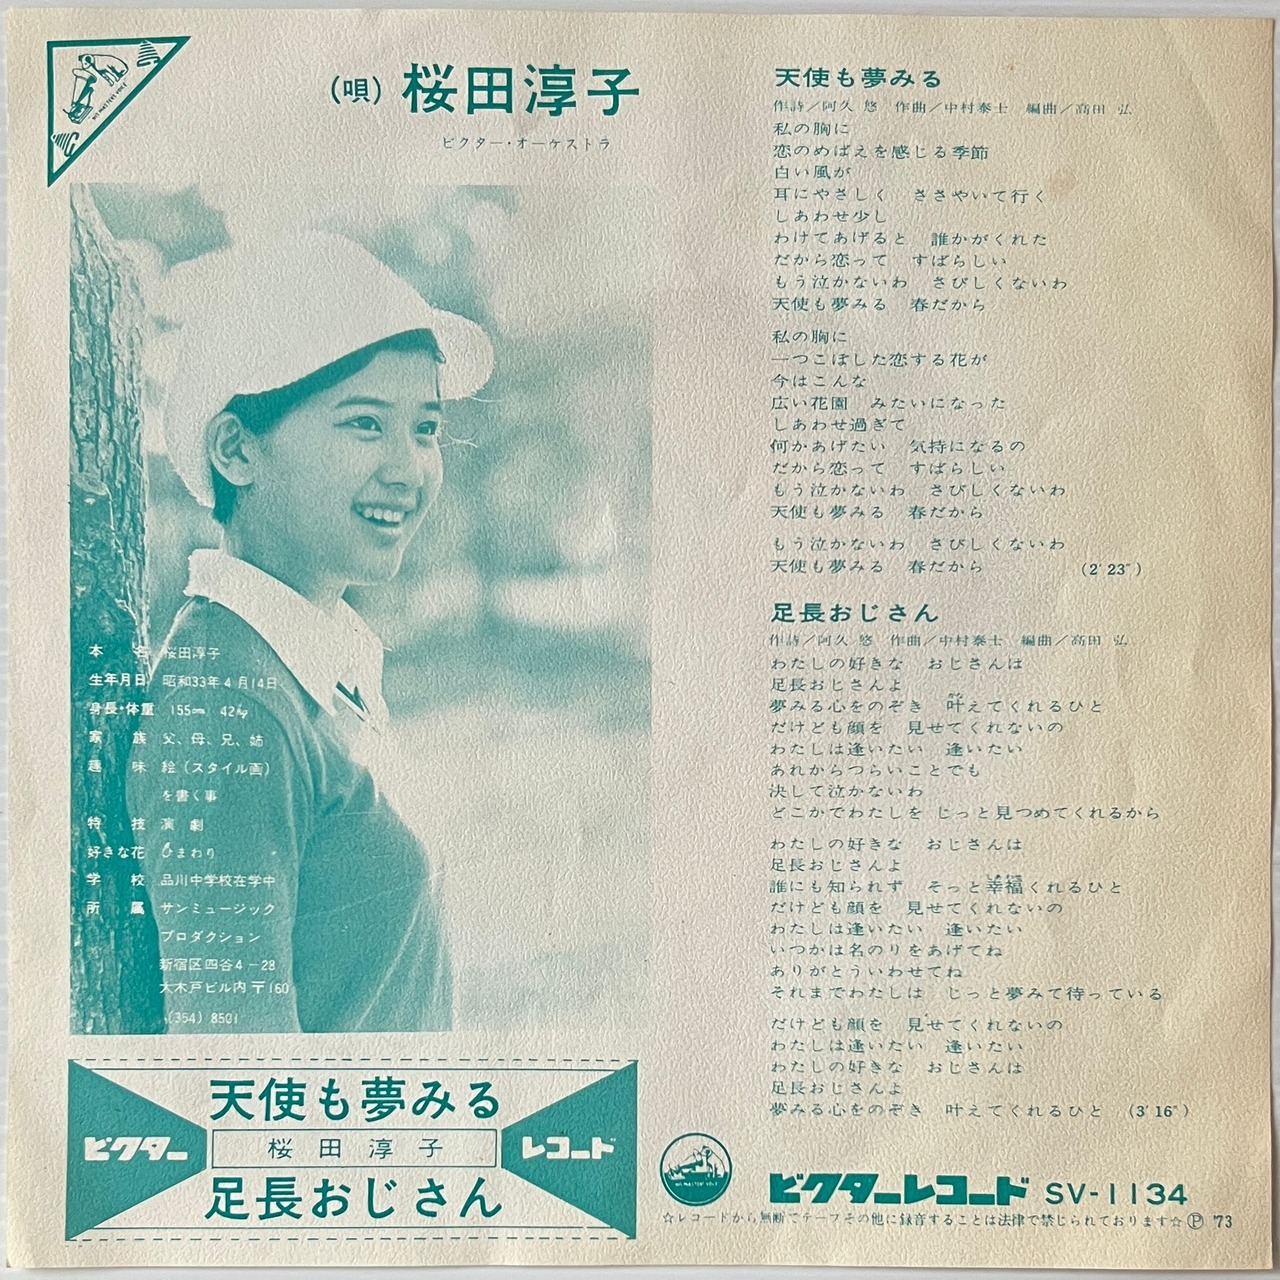 HIS MASTERS VOICE
(唄) 桜田淳子
ビクター・オーケストラ
本名 桜田淳子
生年月日 昭和33年4月14日
身長・体重 155cm 42kg
家族 父、母、兄、姉
趣味 絵(スタイル画)
を書く事
特技 演劇
好きな花 ひまわり
学校 品川中学校在学中
所属 サンミュージック
プロダクション
新宿区四谷4-28
大木戸ビル内〒160
(354) 8501
天使も夢みる
ビクター 桜田淳子 レコード
足長おじさん
天使も夢みる
作詩/阿久 悠 作曲/中村泰士 編曲/高田 弘
私の胸に
恋のめばえを感じる季節
白い風が
耳にやさしく ささやいて行く
しあわせ少し
わけてあげると 誰かがくれた
だから恋って すばらしい
もう泣かないわ さびしくないわ
天使も夢みる 春だから
私の胸に
一つこぼした恋する花が
今はこんな
広い花園 みたいになった
しあわせ過ぎて
何かあげたい 気持になるの
だから恋って すばらしい
もう泣かないわ さびしくないわ
天使も夢みる 春だから
もう泣かないわ さびしくないわ
天使も夢みる 春だから (2′23″)
足長おじさん
作詩/阿久 悠 作曲/中村泰士 編曲/高田 弘
わたしの好きな おじさんは
足長おじさんよ
夢みる心をのぞき 叶えてくれるひと
だけども顔を 見せてくれないの
わたしは逢いたい 逢いたい
あれからつらいことでも
決して泣かないわ
どこかでわたしを じっと見つめてくれるから
わたしの好きな おじさんは
足長おじさんよ
誰にも知られず そっと幸福くれるひと
だけども顔を 見せてくれないの
わたしは逢いたい 逢いたい
いつかは名のりをあげてね
ありがとういわせてね
それまでわたしは じっと夢みて待っている
だけども顔を 見せてくれないの
わたしは逢いたい 逢いたい
わたしの好きな おじさんは
足長おじさんよ
夢みる心をのぞき 叶えてくれるひと (3′16″)
HIS MASTERS VOICE
ビクターレコード SV-1134
☆レコードから無断でテープその他に録音することは法律で禁じられております☆ Ⓟ '73